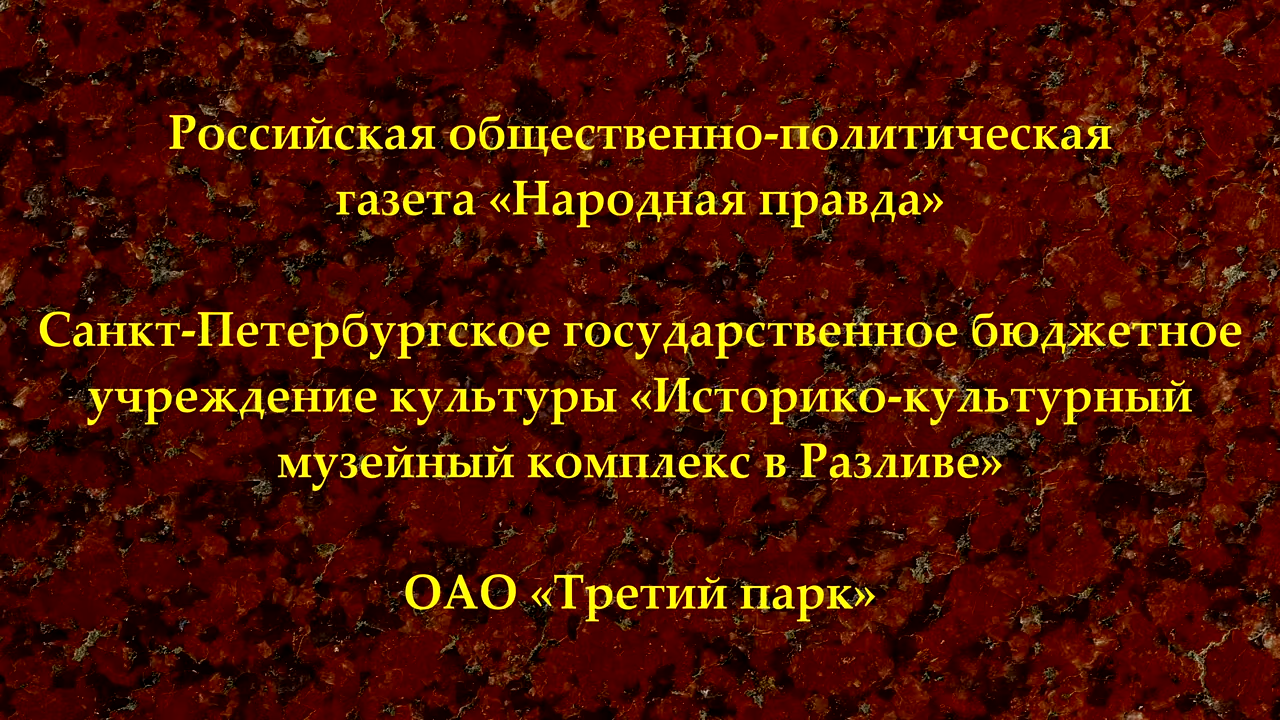 Российская общественно-политическая
газета «Народная правда»
Санкт-Петербургское государственное бюджетное
учреждение культуры «Историко-культурный
музейный комплекс в Разливе»
ОАО «Третий парк»